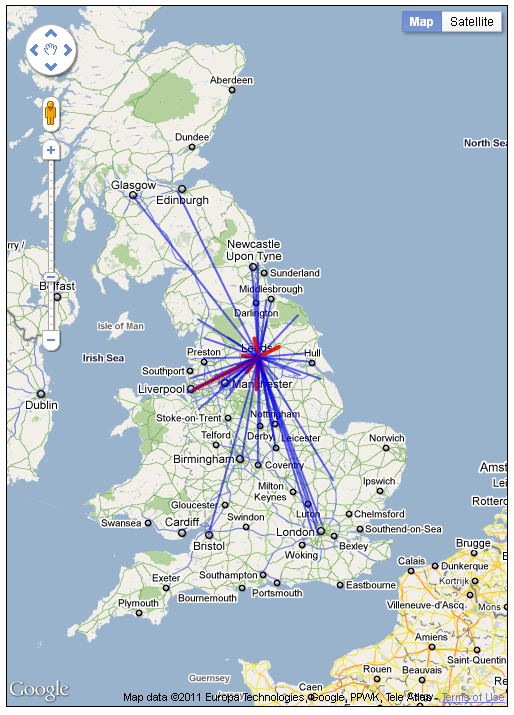 Map
Satellite
Aberdeen
Dundee
North Sea
Glasgow
Edinburgh
Newcastle
Upon Tyne
Sunderland
Middlesbrough
Darlington
Belfast
Isle of Man
Irish Sea
Leeds
Preston
Hull
Southport
Liverpool
Manchester
Dublin
Stoke-on-Trent
Nottingham
Telford
Derby
Leicester
Norwich
Birmingham
Coventry
Milton
Keynes
Ipswich
Gloucester
Luton
Chelmsford
Swansea
Cardiff
Swindon
London
Southend-on-Sea
Bristol
Woking
Bexley
Brugge
Exeter
Southampton
Calais
Dunkerque
Bournemouth
Portsmouth
Eastbourne
Kortrijk
Plymouth
Villeneuve-d'Ascq
Mons
Amiens
Saint-Quentin
Guernsey
Rouen
Beauvais
Caen
Google
Map data ©2011 Europa Technologies, Google, PPWK, Tele Atlas - Terms of Use